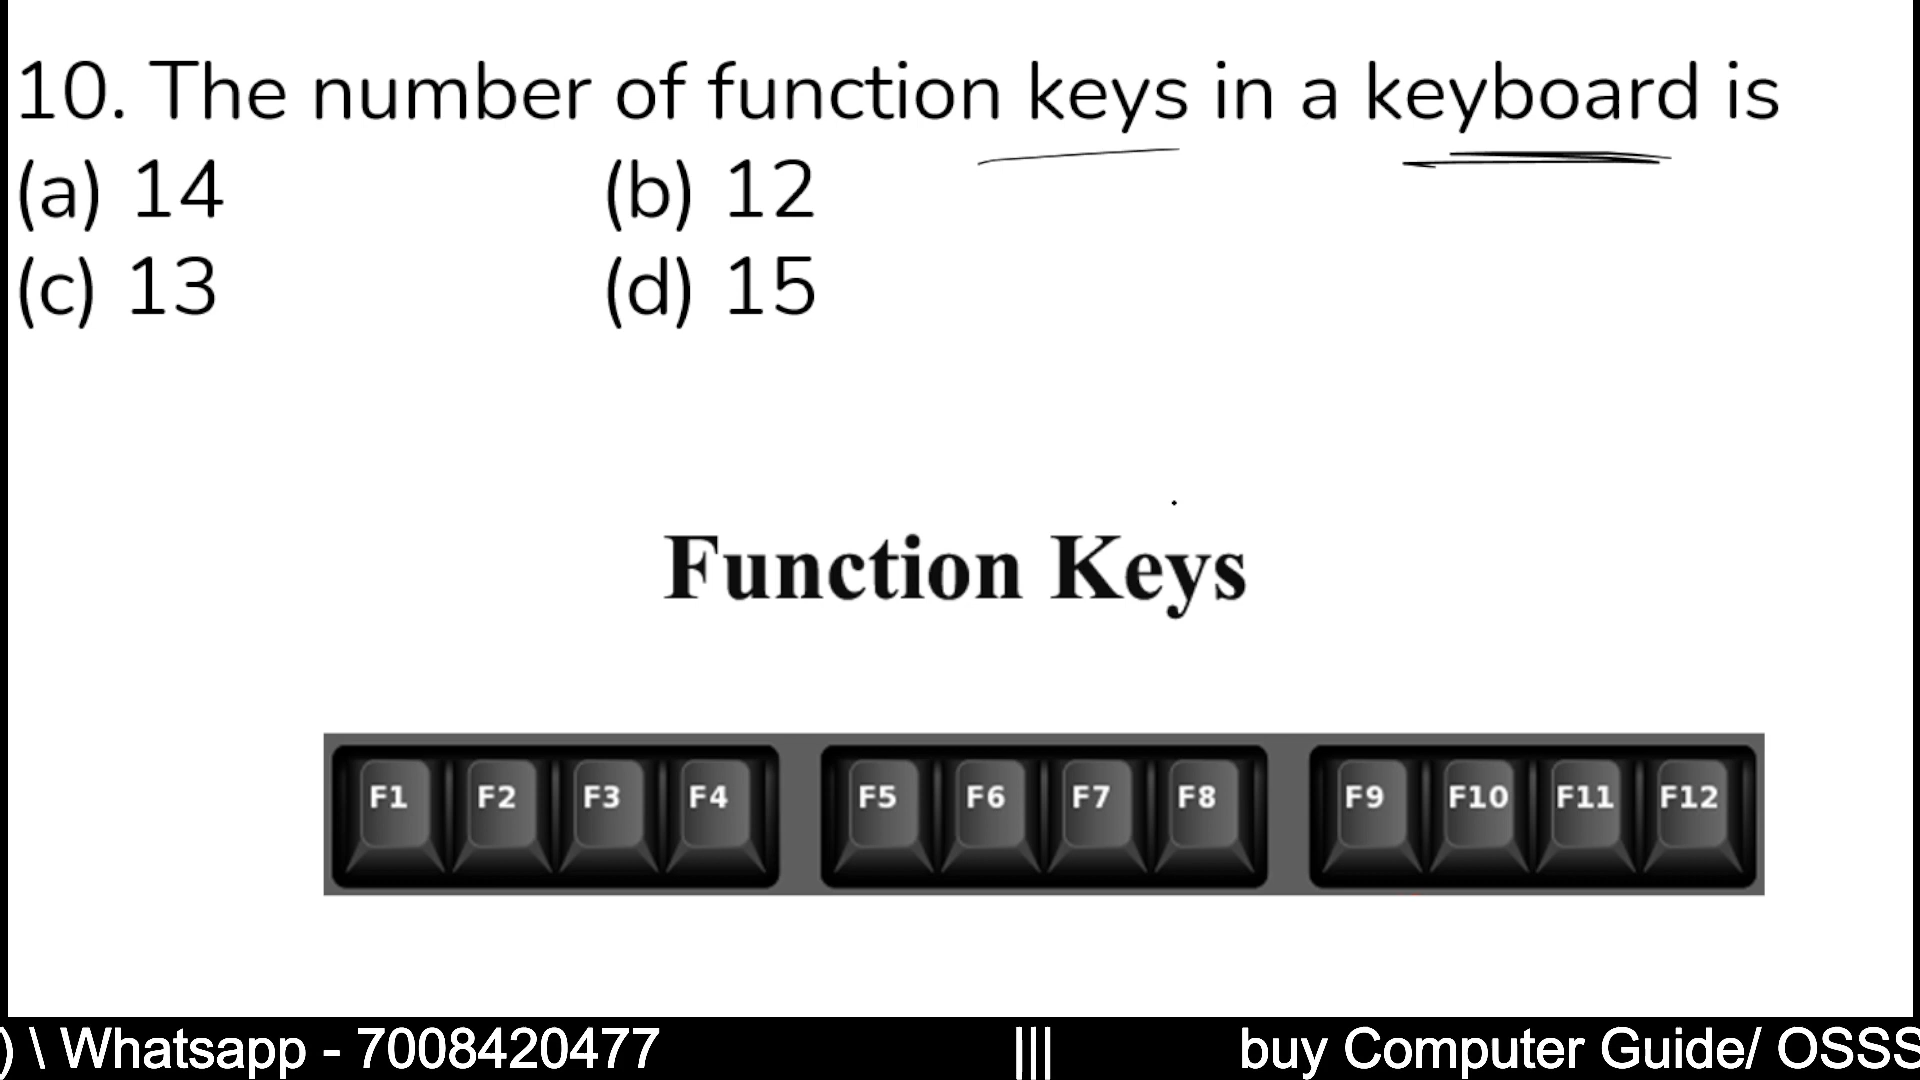 10. The number of function keys in a keyboard is
(a) 14 (b) 12
(c) 13 (d) 15
Function Keys
F1 F2 F3 F4 F5 F6 F7 F8 F9 F10 F11 F12
) \ Whatsapp - 7008420477 ||| buy Computer Guide/ OSSS